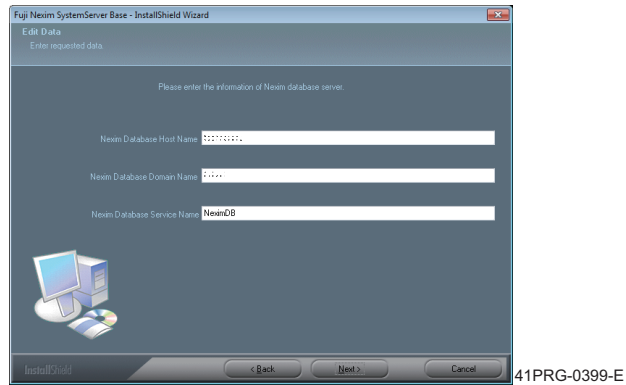 Fuji Nexim SystemServer Base - InstallShield Wizard
Edit Data
Enter requested data.
Please enter the information of Nexim database server.
Nexim Database Host Name
Nexim Database Domain Name
Nexim Database Service Name NeximDB
InstallShield
< Back Next > Cancel
41PRG-0399-E